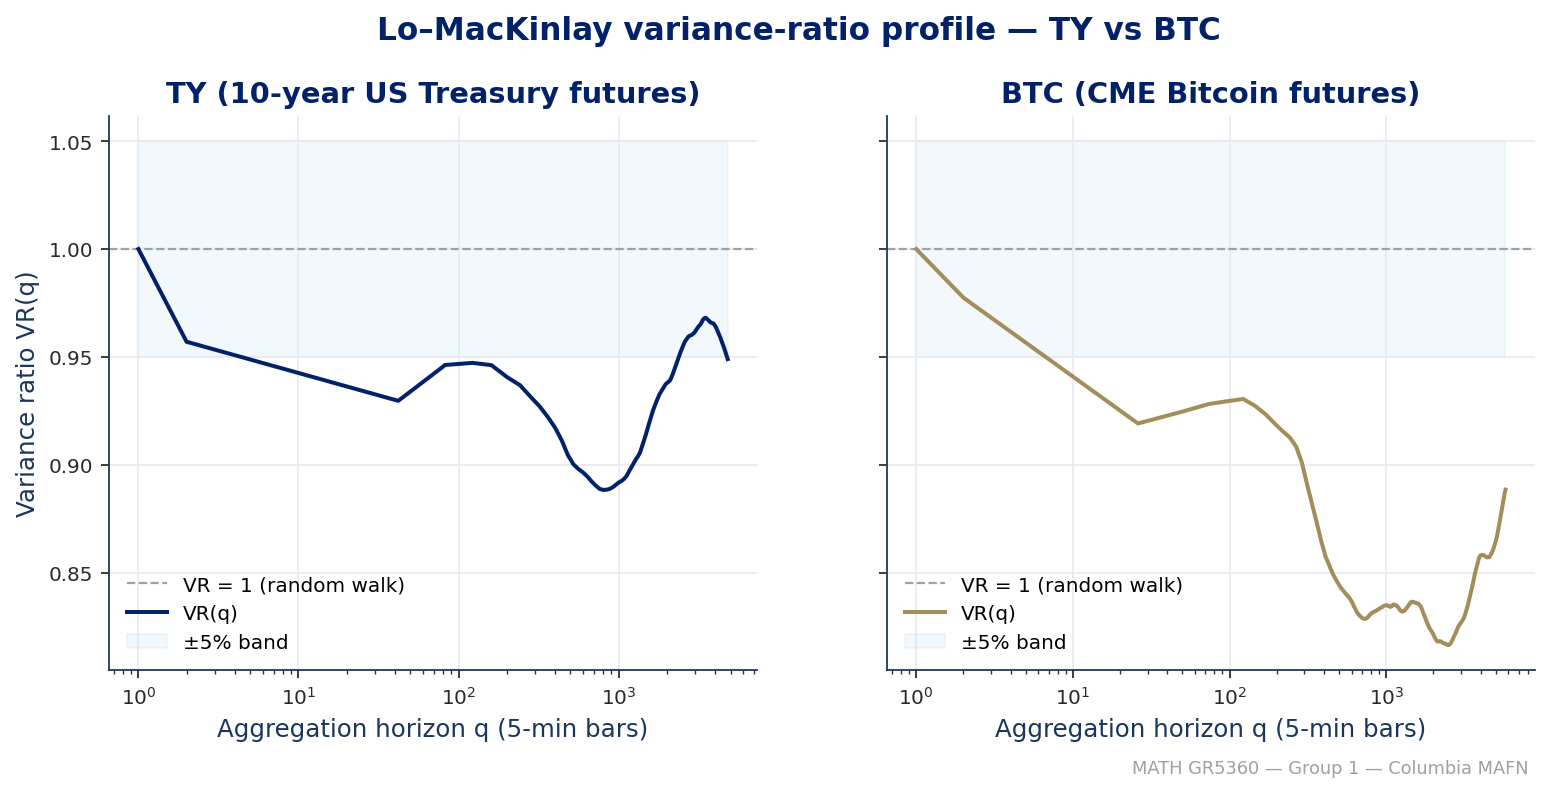 Lo–MacKinlay variance-ratio profile — TY vs BTC
TY (10-year US Treasury futures)
1.05
1.00
0.95
0.90
0.85
Variance ratio VR(q)
VR = 1 (random walk)
VR(q)
±5% band
10⁰
10¹
10²
10³
Aggregation horizon q (5-min bars)
BTC (CME Bitcoin futures)
VR = 1 (random walk)
VR(q)
±5% band
10⁰
10¹
10²
10³
Aggregation horizon q (5-min bars)
MATH GR5360 — Group 1 — Columbia MAFN